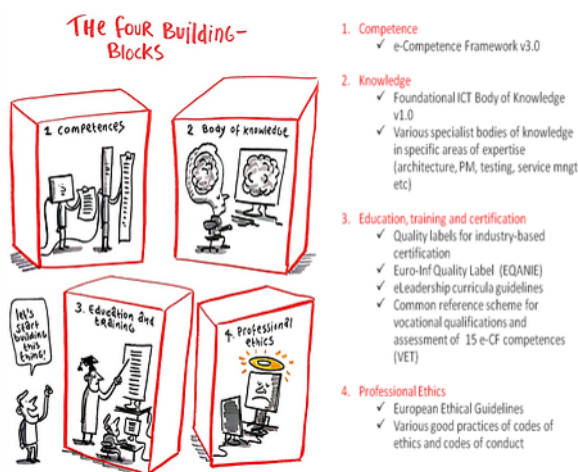 THE FOUR BUILDING-
BLOCKS
1 Competences
2 Body of knowledge
3. Education and
training
4. Professional
ethics
let's
start
building
this
thing!
1. Competence
✓ e-Competence Framework v3.0
2. Knowledge
✓ Foundational ICT Body of Knowledge
v1.0
✓ Various specialist bodies of knowledge
in specific areas of expertise
(architecture, PM, testing, service mngt
etc)
3. Education, training and certification
✓ Quality labels for industry-based
certification
✓ Euro-Inf Quality Label (EQANIE)
✓ eLeadership curricula guidelines
✓ Common reference scheme for
vocational qualifications and
assessment of 15 e-CF competences
(VET)
4. Professional Ethics
✓ European Ethical Guidelines
✓ Various good practices of codes of
ethics and codes of conduct